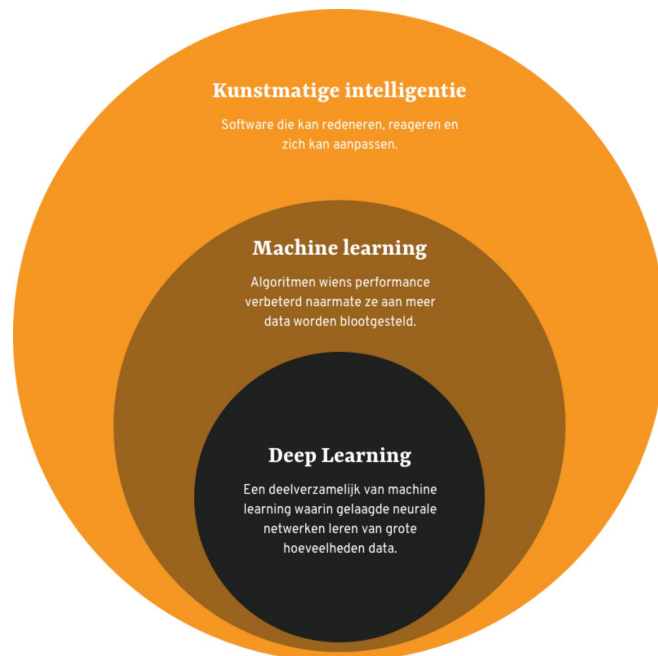 Kunstmatige intelligentie
Software die kan redeneren, reageren en
zich kan aanpassen.
Machine learning
Algoritmen wiens performance
verbeterd naarmate ze aan meer
data worden blootgesteld.
Deep Learning
Een deelverzamelijk van machine
learning waarin gelaagde neurale
netwerken leren van grote
hoeveelheden data.